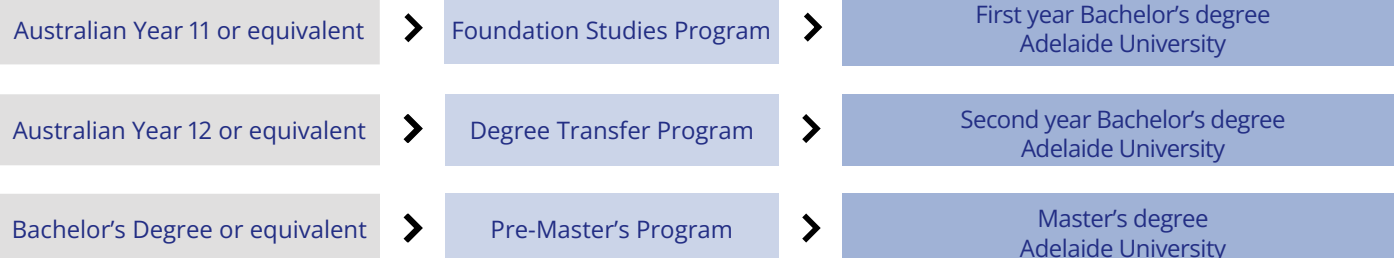 Australian Year 11 or equivalent
Foundation Studies Program
First year Bachelor’s degree
Adelaide University
Australian Year 12 or equivalent
Degree Transfer Program
Second year Bachelor’s degree
Adelaide University
Bachelor’s Degree or equivalent
Pre-Master’s Program
Master’s degree
Adelaide University